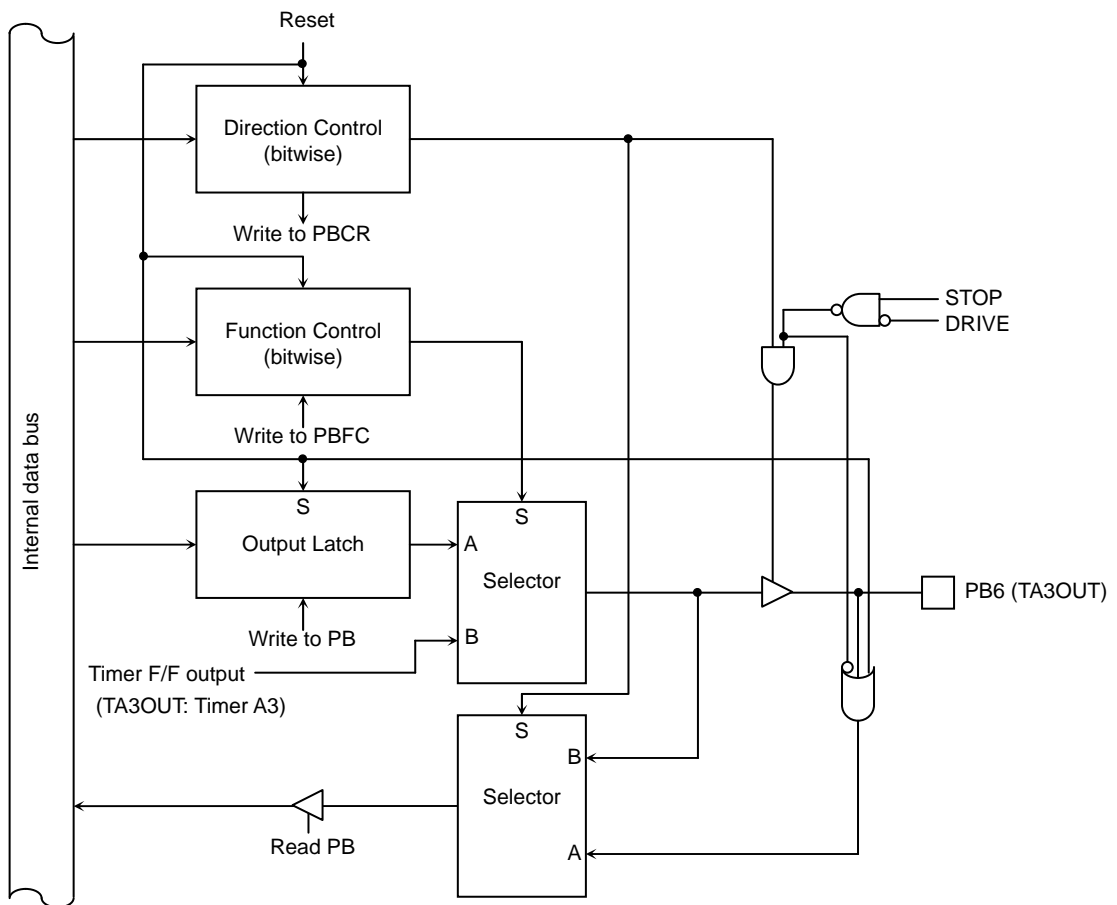 Reset
Direction Control
(bitwise)
Write to PBCR
STOP
DRIVE
Function Control
(bitwise)
Write to PBFC
Internal data bus
S
Output Latch
S
A
Selector
B
PB6 (TA3OUT)
Write to PB
Timer F/F output
(TA3OUT: Timer A3)
S
B
Selector
A
Read PB